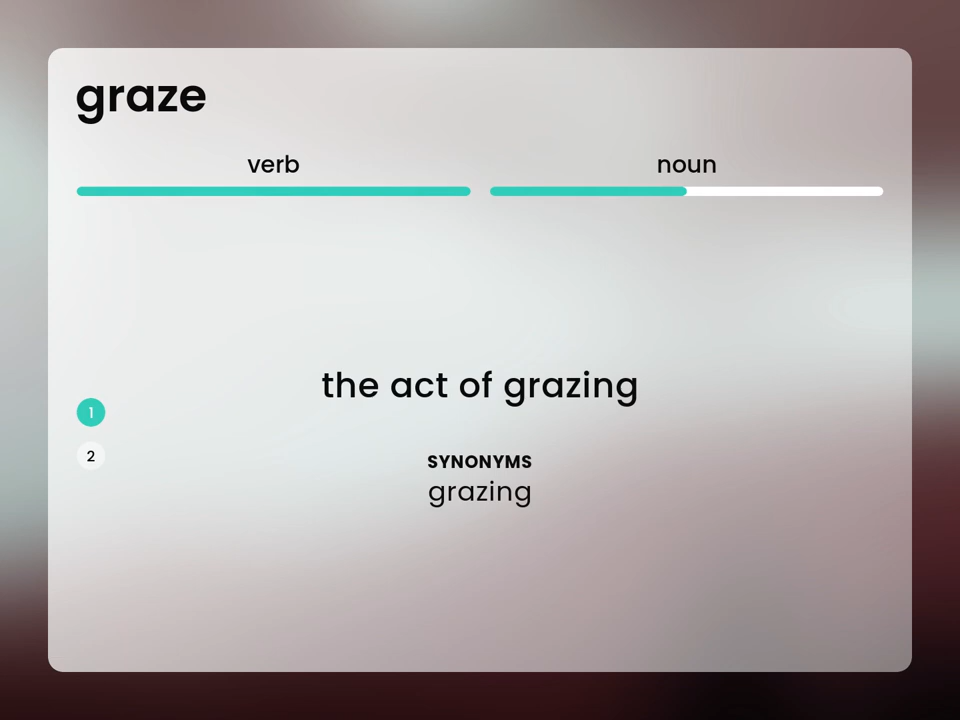 graze
verb
noun
the act of grazing
1
2
SYNONYMS
grazing